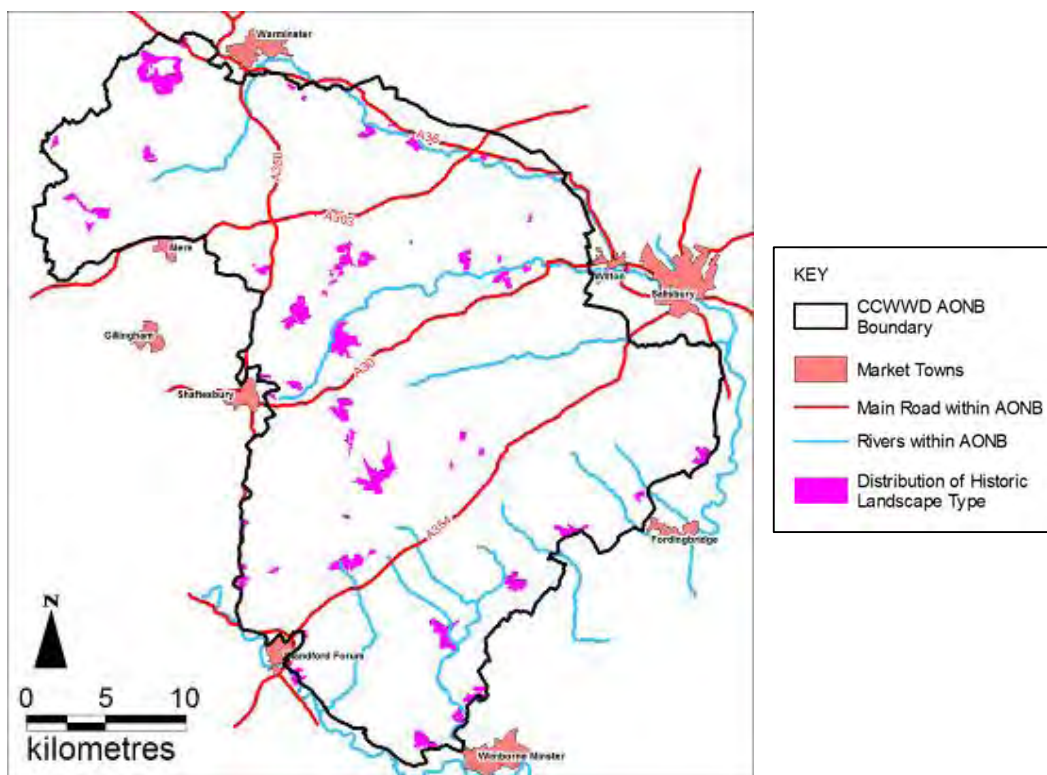 Warminster
A36
A350
A303
Mere
Wilton
Salisbury
Gillingham
A30
Shaftesbury
A354
Fordingbridge
N
Blandford Forum
0 5 10
kilometres
Wimborne Minster
KEY
CCWWD AONB
Boundary
Market Towns
Main Road within AONB
Rivers within AONB
Distribution of Historic
Landscape Type